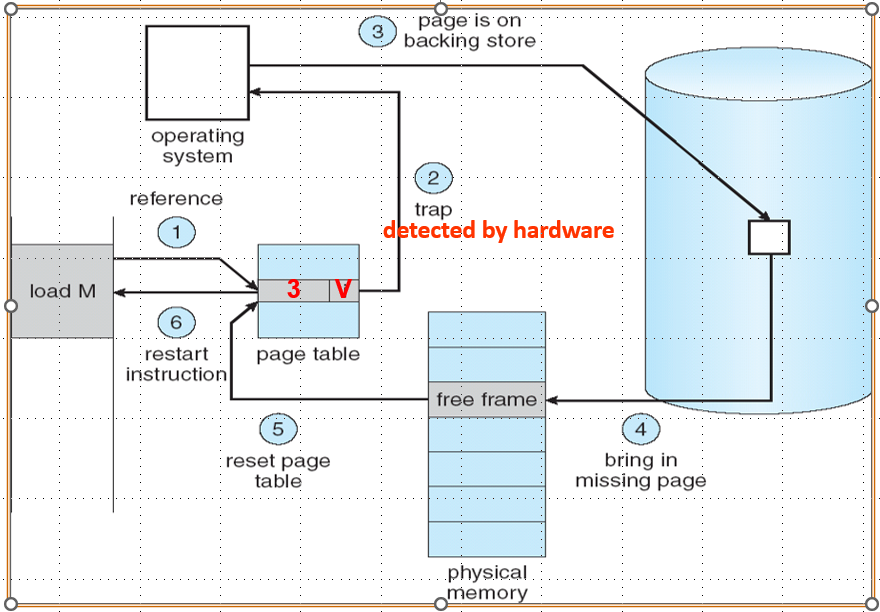 3
page is on
backing store
operating
system
2
trap
detected by hardware
reference
1
load M
3 V
6
restart
instruction
page table
free frame
5
reset page
table
4
bring in
missing page
physical
memory